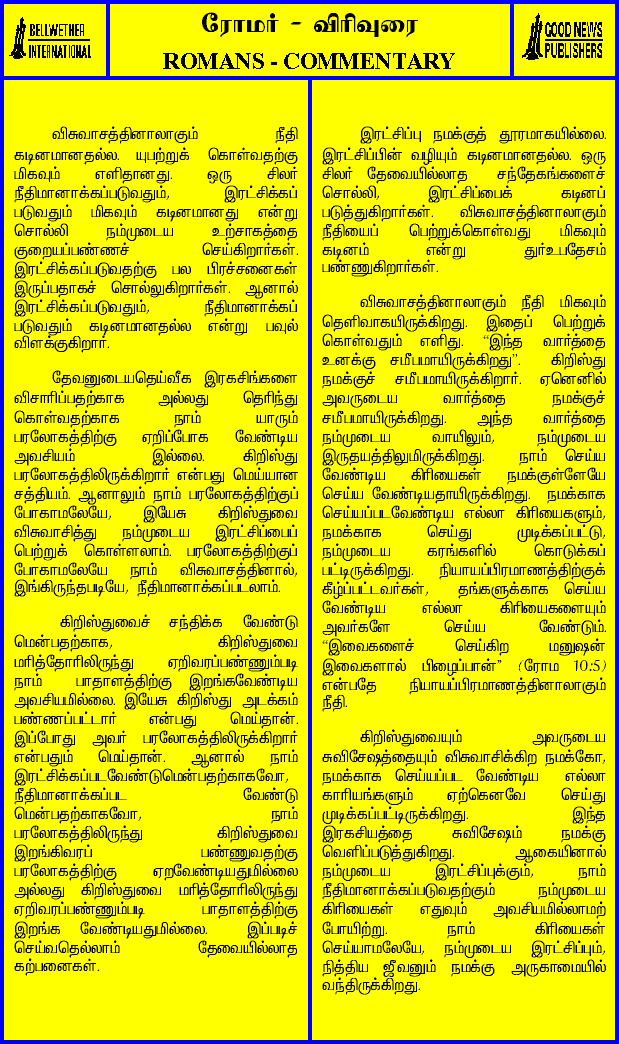 BELLWETHER
INTERNATIONAL
ரோமர் - விரிவுரை
ROMANS - COMMENTARY
GOOD NEWS
PUBLISHERS
விசுவாசத்தினாலாகும் நீதி
கடினமானதல்ல. யுபற்றுக் கொள்வதற்கு
மிகவும் எளிதானது. ஒரு சிலர்
நீதிமானாக்கப்படுவதும், இரட்சிக்கப்
படுவதும் மிகவும் கடினமானது என்று
சொல்லி நம்முடைய உற்சாகத்தை
குறையப்பண்ணச் செய்கிறார்கள்.
இரட்சிக்கப்படுவதற்கு பல பிரச்சனைகள்
இருப்பதாகச் சொல்லுகிறார்கள். ஆனால்
இரட்சிக்கப்படுவதும், நீதிமானாக்கப்
படுவதும் கடினமானதல்ல என்று பவுல்
விளக்குகிறார்.
தேவனுடையதெய்வீக இரகசிங்களை
விசாரிப்பதற்காக அல்லது தெரிந்து
கொள்வதற்காக நாம் யாரும்
பரலோகத்திற்கு ஏறிப்போக வேண்டிய
அவசியம் இல்லை. கிறிஸ்து
பரலோகத்திலிருக்கிறார் என்பது மெய்யான
சத்தியம். ஆனாலும் நாம் பரலோகத்திற்குப்
போகாமலேயே, இயேசு கிறிஸ்துவை
விசுவாசித்து நம்முடைய இரட்சிப்பைப்
பெற்றுக் கொள்ளலாம். பரலோகத்திற்குப்
போகாமலேயே நாம் விசுவாசத்தினால்,
இங்கிருந்தபடியே, நீதிமானாக்கப்படலாம்.
கிறிஸ்துவைச் சந்திக்க வேண்டு
மென்பதற்காக, கிறிஸ்துவை
மரித்தோரிலிருந்து ஏறிவரப்பண்ணும்படி
நாம் பாதாளத்திற்கு இறங்கவேண்டிய
அவசியமில்லை. இயேசு கிறிஸ்து அடக்கம்
பண்ணப்பட்டார் என்பது மெய்தான்.
இப்போது அவர் பரலோகத்திலிருக்கிறார்
என்பதும் மெய்தான். ஆனால் நாம்
இரட்சிக்கப்படவேண்டுமென்பதற்காகவோ,
நீதிமானாக்கப்பட வேண்டு
மென்பதற்காகவோ, நாம்
பரலோகத்திலிருந்து கிறிஸ்துவை
இறங்கிவரப் பண்ணுவதற்கு
பரலோகத்திற்கு ஏறவேண்டியதுமில்லை
அல்லது கிறிஸ்துவை மரித்தோரிலிருந்து
ஏறிவரப்பண்ணும்படி பாதாளத்திற்கு
இறங்க வேண்டியதுமில்லை. இப்படிச்
செய்வதெல்லாம் தேவையில்லாத
கற்பனைகள்.
இரட்சிப்பு நமக்குத் தூரமாகயில்லை.
இரட்சிப்பின் வழியும் கடினமானதல்ல. ஒரு
சிலர் தேவையில்லாத சந்தேகங்களைச்
சொல்லி, இரட்சிப்பைக் கடினப்
படுத்துகிறார்கள். விசுவாசத்தினாலாகும்
நீதியைப் பெற்றுக்கொள்வது மிகவும்
கடினம் என்று துர்உபதேசம்
பண்ணுகிறார்கள்.
விசுவாசத்தினாலாகும் நீதி மிகவும்
தெளிவாகயிருக்கிறது. இதைப் பெற்றுக்
கொள்வதும் எளிது. “இந்த வார்த்தை
உனக்கு சமீபமாயிருக்கிறது”. கிறிஸ்து
நமக்குச் சமீபமாயிருக்கிறார். ஏனெனில்
அவருடைய வார்த்தை நமக்குச்
சமீபமாயிருக்கிறது. அந்த வார்த்தை
நம்முடைய வாயிலும், நம்முடைய
இருதயத்திலுமிருக்கிறது. நாம் செய்ய
வேண்டிய கிரியைகள் நமக்குள்ளேயே
செய்ய வேண்டியதாயிருக்கிறது. நமக்காக
செய்யப்படவேண்டிய எல்லா கிரியைகளும்,
நமக்காக செய்து முடிக்கப்பட்டு,
நம்முடைய கரங்களில் கொடுக்கப்
பட்டிருக்கிறது. நியாயப்பிரமாணத்திற்குக்
கீழ்ப்பட்டவர்கள், தங்களுக்காக செய்ய
வேண்டிய எல்லா கிரியைகளையும்
அவர்களே செய்ய வேண்டும்.
“இவைகளைச் செய்கிற மனுஷன்
இவைகளால் பிழைப்பான்” (ரோம 10:5)
என்பதே நியாயப்பிரமாணத்தினாலாகும்
நீதி.
கிறிஸ்துவையும் அவருடைய
சுவிசேஷத்தையும் விசுவாசிக்கிற நமக்கோ,
நமக்காக செய்யப்பட வேண்டிய எல்லா
காரியங்களும் ஏற்கெனவே செய்து
முடிக்கப்பட்டிருக்கிறது. இந்த
இரகசியத்தை சுவிசேஷம் நமக்கு
வெளிப்படுத்துகிறது. ஆகையினால்
நம்முடைய இரட்சிப்புக்கும், நாம்
நீதிமானாக்கப்படுவதற்கும் நம்முடைய
கிரியைகள் எதுவும் அவசியமில்லாமற்
போயிற்று. நாம் கிரியைகள்
செய்யாமலேயே, நம்முடைய இரட்சிப்பும்,
நித்திய ஜீவனும் நமக்கு அருகாமையில்
வந்திருக்கிறது.